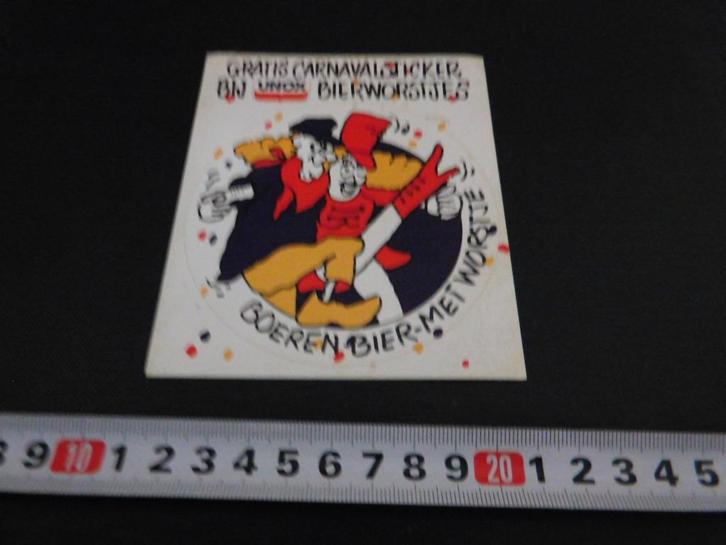 GRATIS CARNAVALSTICKER
BIJ UNOX BIERWORSTJES
BOEREN BIER-MET WORSTJE
9 10 1 2 3 4 5 6 7 8 9 20 1 2 3 4 5